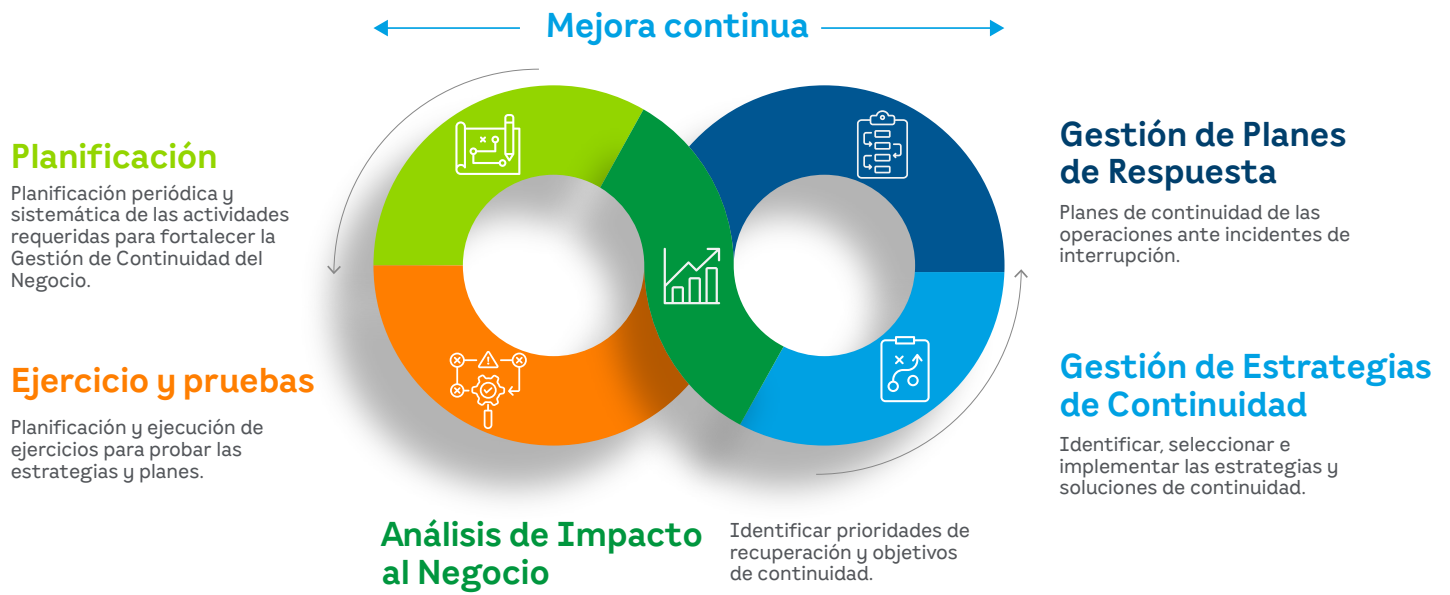 Mejora continua
Planificación
Planificación periódica y
sistemática de las actividades
requeridas para fortalecer la
Gestión de Continuidad del
Negocio.
Ejercicio y pruebas
Planificación y ejecución de
ejercicios para probar las
estrategias y planes.
Análisis de Impacto
al Negocio
Identificar prioridades de
recuperación y objetivos
de continuidad.
Gestión de Planes
de Respuesta
Planes de continuidad de las
operaciones ante incidentes de
interrupción.
Gestión de Estrategias
de Continuidad
Identificar, seleccionar e
implementar las estrategias y
soluciones de continuidad.